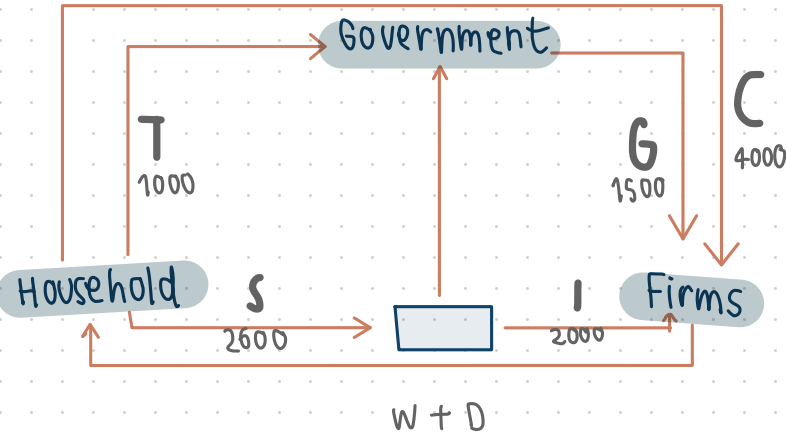 Government
T
1000
G
1500
C
4000
Household
S
2600
I
2000
Firms
W + D